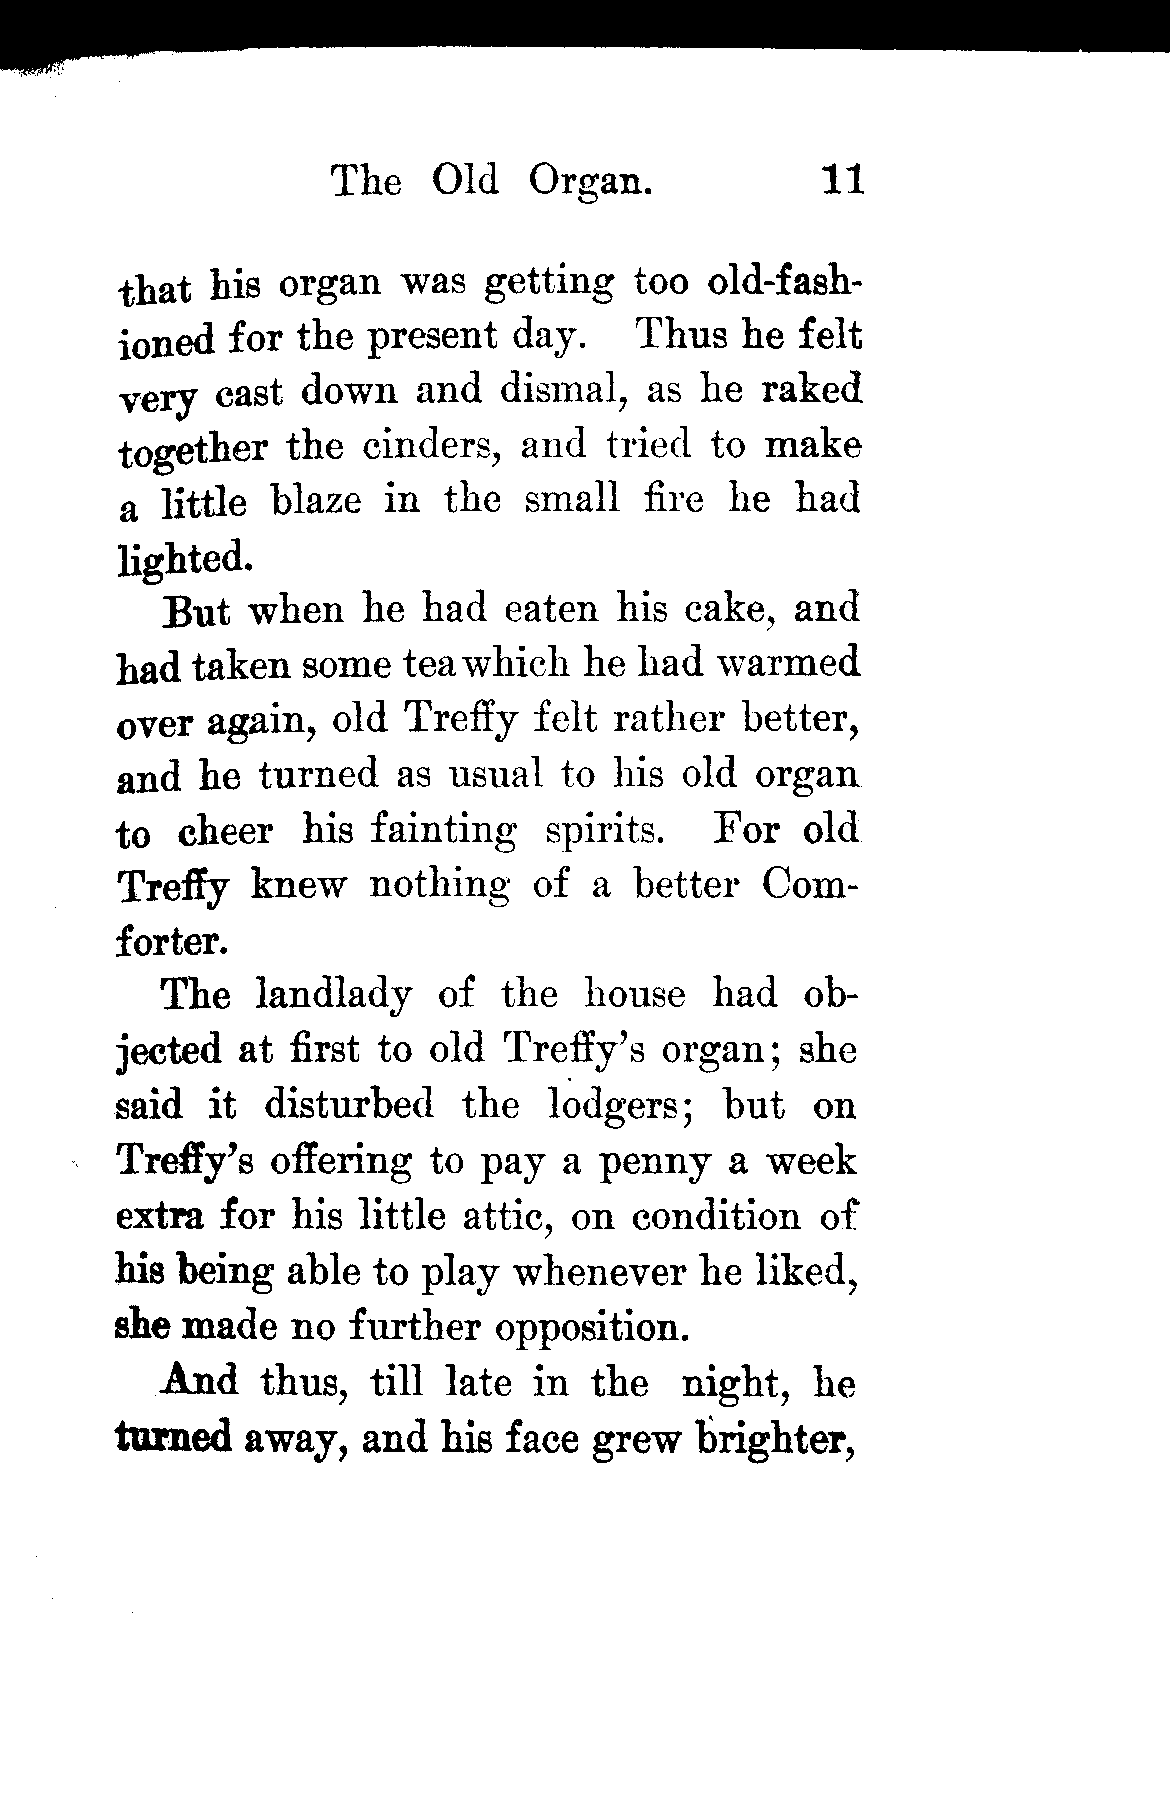 The Old Organ. 11
that his organ was getting too old-fash-
ioned for the present day. Thus he felt
very cast down and dismal, as he raked
together the cinders, and tried to make
a little blaze in the small fire he had
lighted.
But when he had eaten his cake, and
had taken some tea which he had warmed
over again, old Treffy felt rather better,
and he turned as usual to his old organ
to cheer his fainting spirits. For old
Treffy knew nothing of a better Com-
forter.
The landlady of the house had ob-
jected at first to old Treffy's organ; she
said it disturbed the lodgers; but on
Treffy's offering to pay a penny a week
extra for his little attic, on condition of
his being able to play whenever he liked,
she made no further opposition.
And thus, till late in the night, he
turned away, and his face grew brighter,